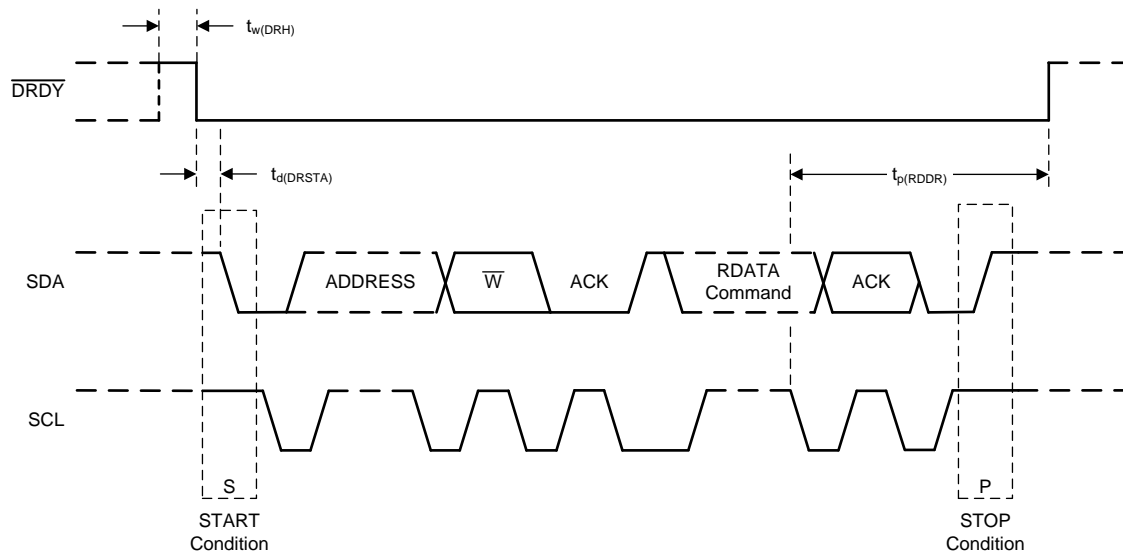 tw(DRH)
DRDY
td(DRSTA)
tp(RDDR)
SDA
ADDRESS
W
ACK
RDATA
Command
ACK
SCL
S
P
START
Condition
STOP
Condition